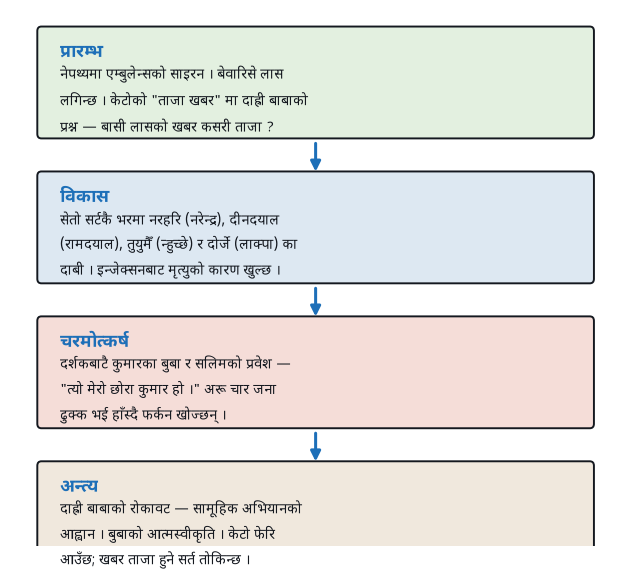 प्रारम्भ
नेपथ्यमा एम्बुलेन्सको साइरन । बेवारिसे लास
लगिन्छ । केटोको "ताजा खबर" मा दाह्री बाबाको
प्रश्न — बासी लासको खबर कसरी ताजा ?
विकास
सेतो सर्टकै भरमा नरहरि (नरेन्द्र), दीनदयाल
(रामदयाल), तुयुमैँ (न्हुच्छे) र दोर्जे (लाक्पा) का
दाबी । इन्जेक्सनबाट मृत्युको कारण खुल्छ ।
चरमोत्कर्ष
दर्शकबाटै कुमारका बुबा र सलिमको प्रवेश —
"त्यो मेरो छोरा कुमार हो ।" अरू चार जना
ढुक्क भई हाँस्दै फर्कन खोज्छन् ।
अन्त्य
दाह्री बाबाको रोकावट — सामूहिक अभियानको
आह्वान । बुबाको आत्मस्वीकृति । केटो फेरि
आउँछ; खबर ताजा हुने सर्त तोकिन्छ ।